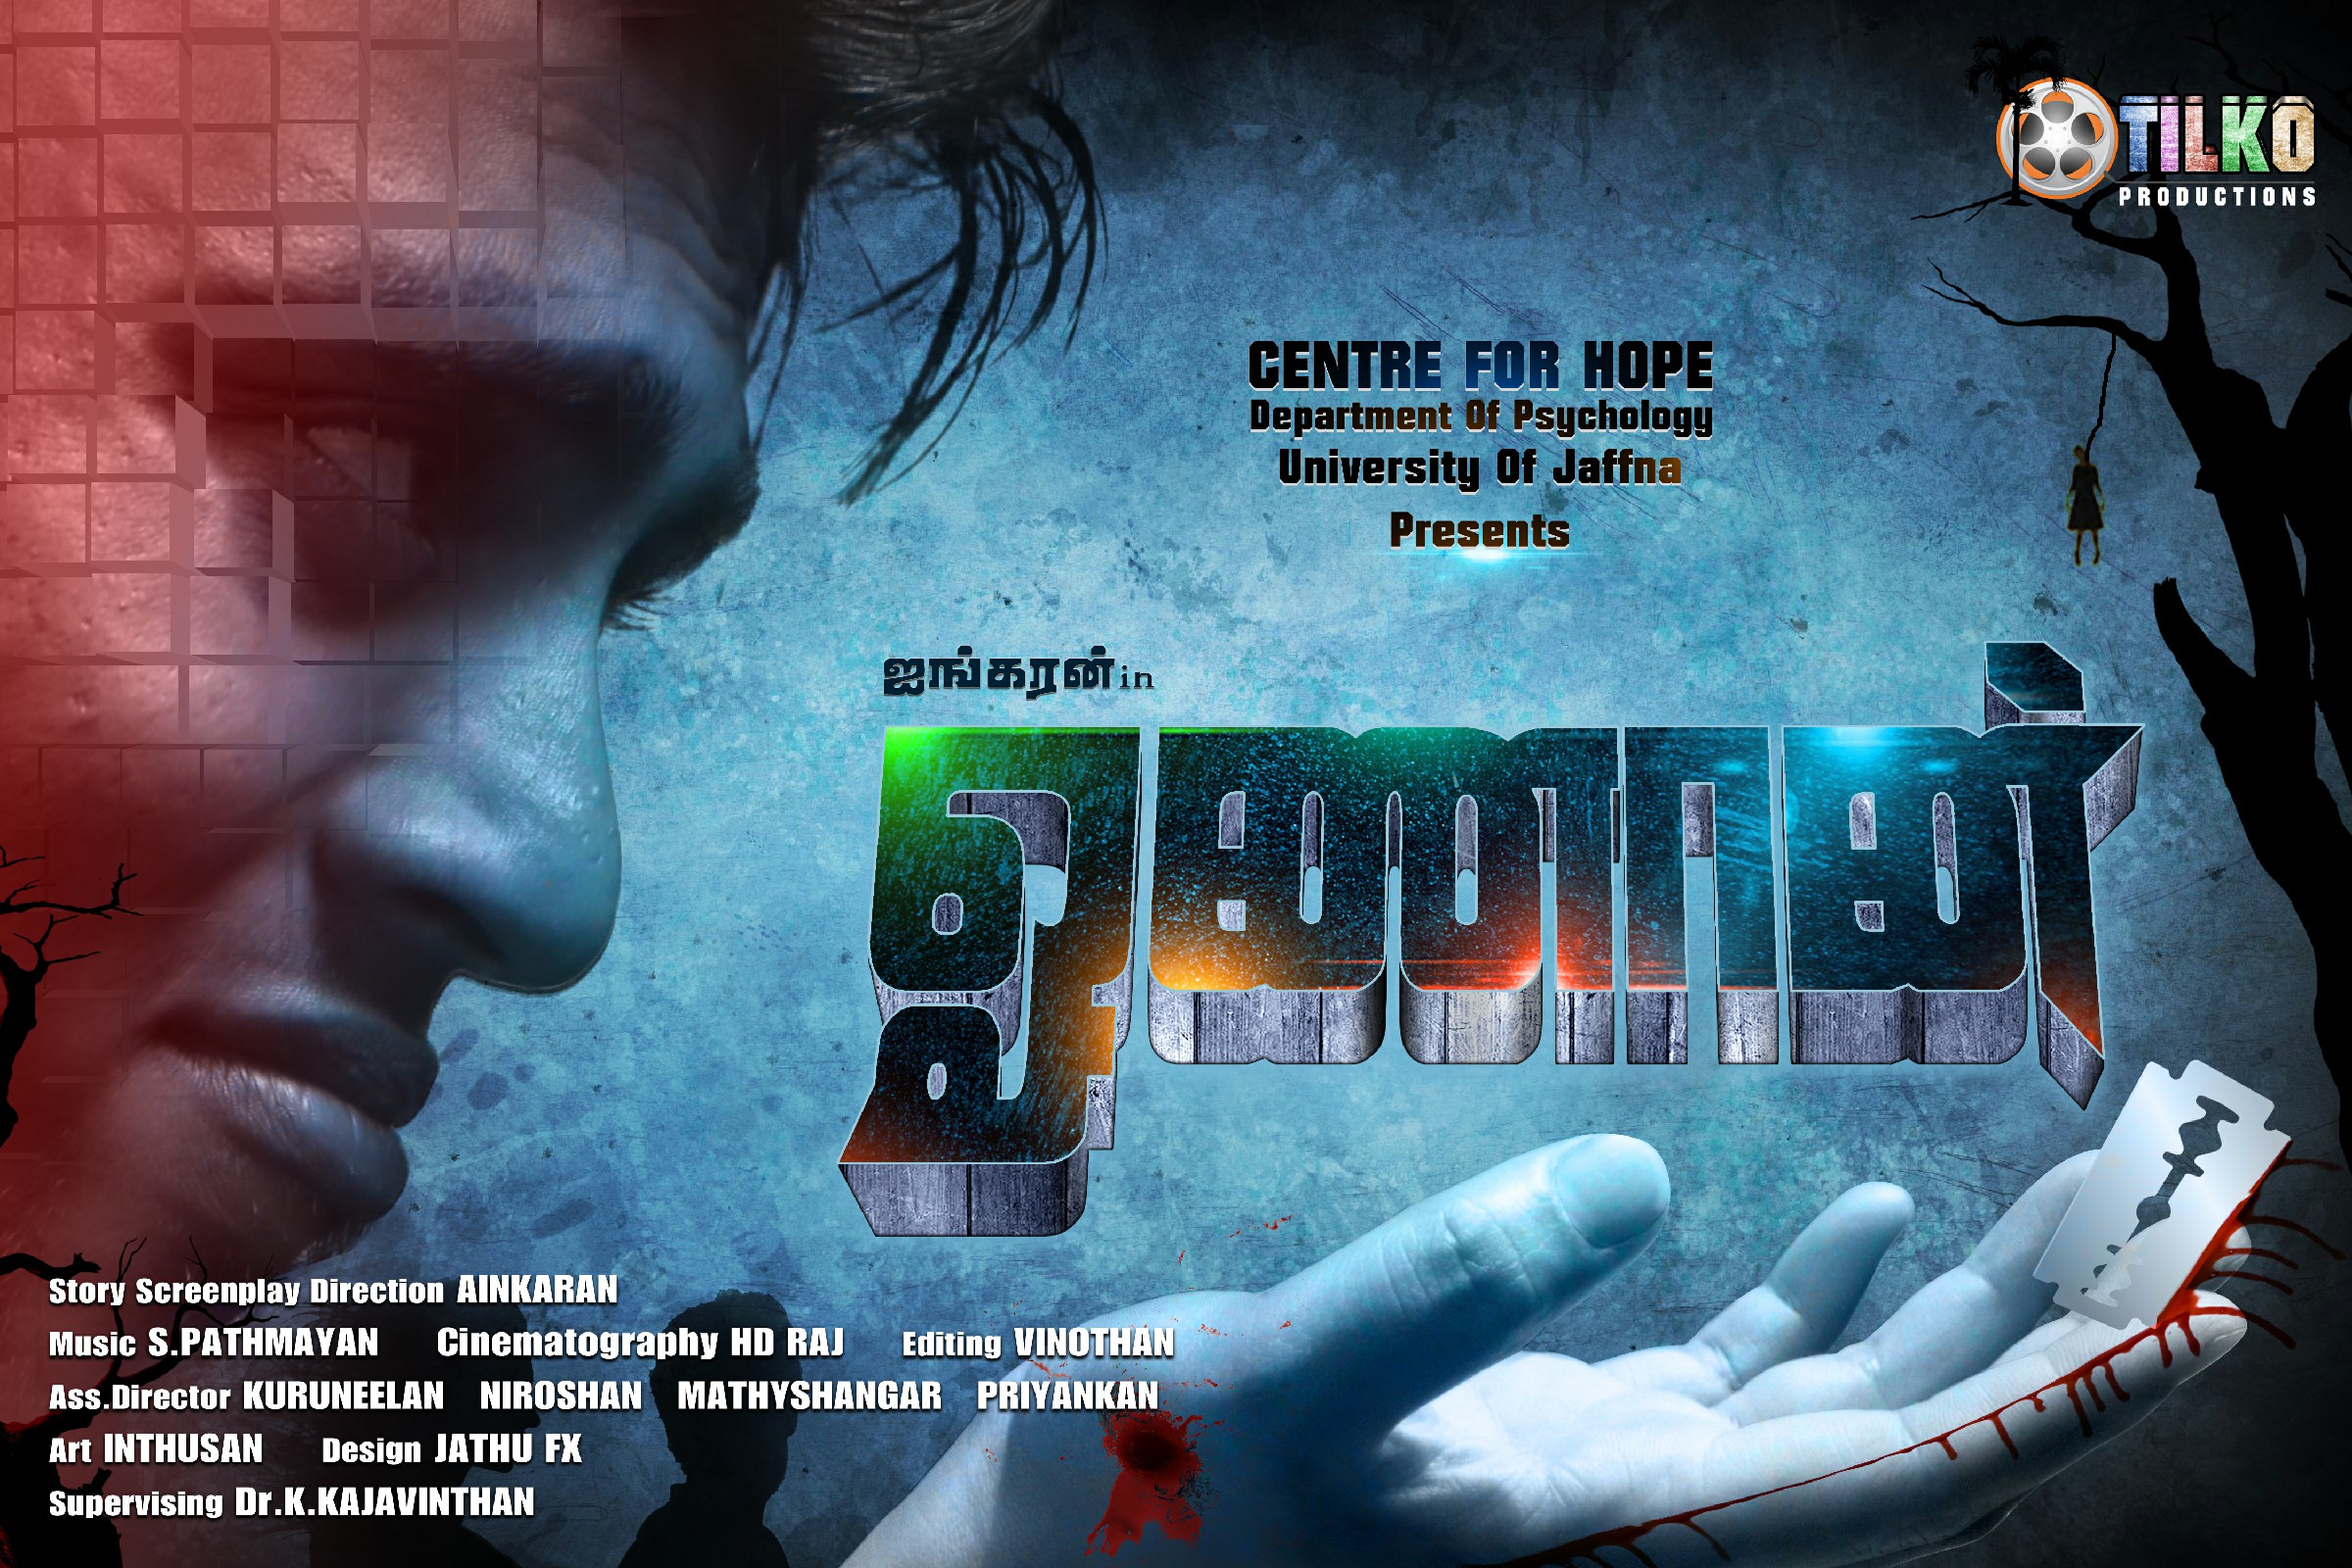 TILKO
PRODUCTIONS
CENTRE FOR HOPE
Department Of Psychology
University Of Jaffna
Presents
ஐங்கரன் in
ஓணான்
Story Screenplay Direction AINKARAN
Music S.PATHMAYAN Cinematography HD RAJ Editing VINOTHAN
Ass.Director KURUNEELAN NIROSHAN MATHYSHANGAR PRIYANKAN
Art INTHUSAN Design JATHU FX
Supervising Dr.K.KAJAVINTHAN